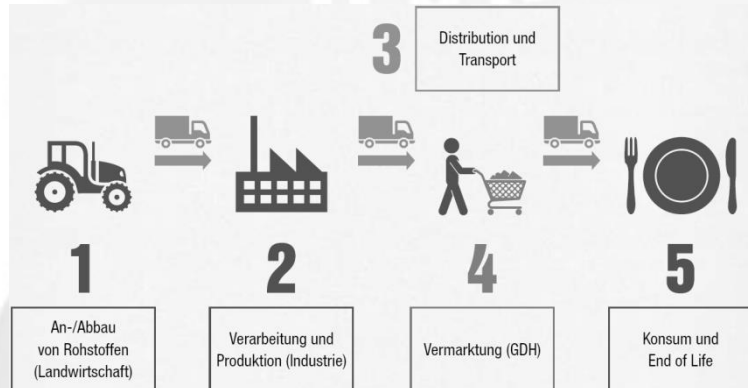 3
Distribution und
Transport
1
2
4
5
An-/Abbau
von Rohstoffen
(Landwirtschaft)
Verarbeitung und
Produktion (Industrie)
Vermarktung (GDH)
Konsum und
End of Life